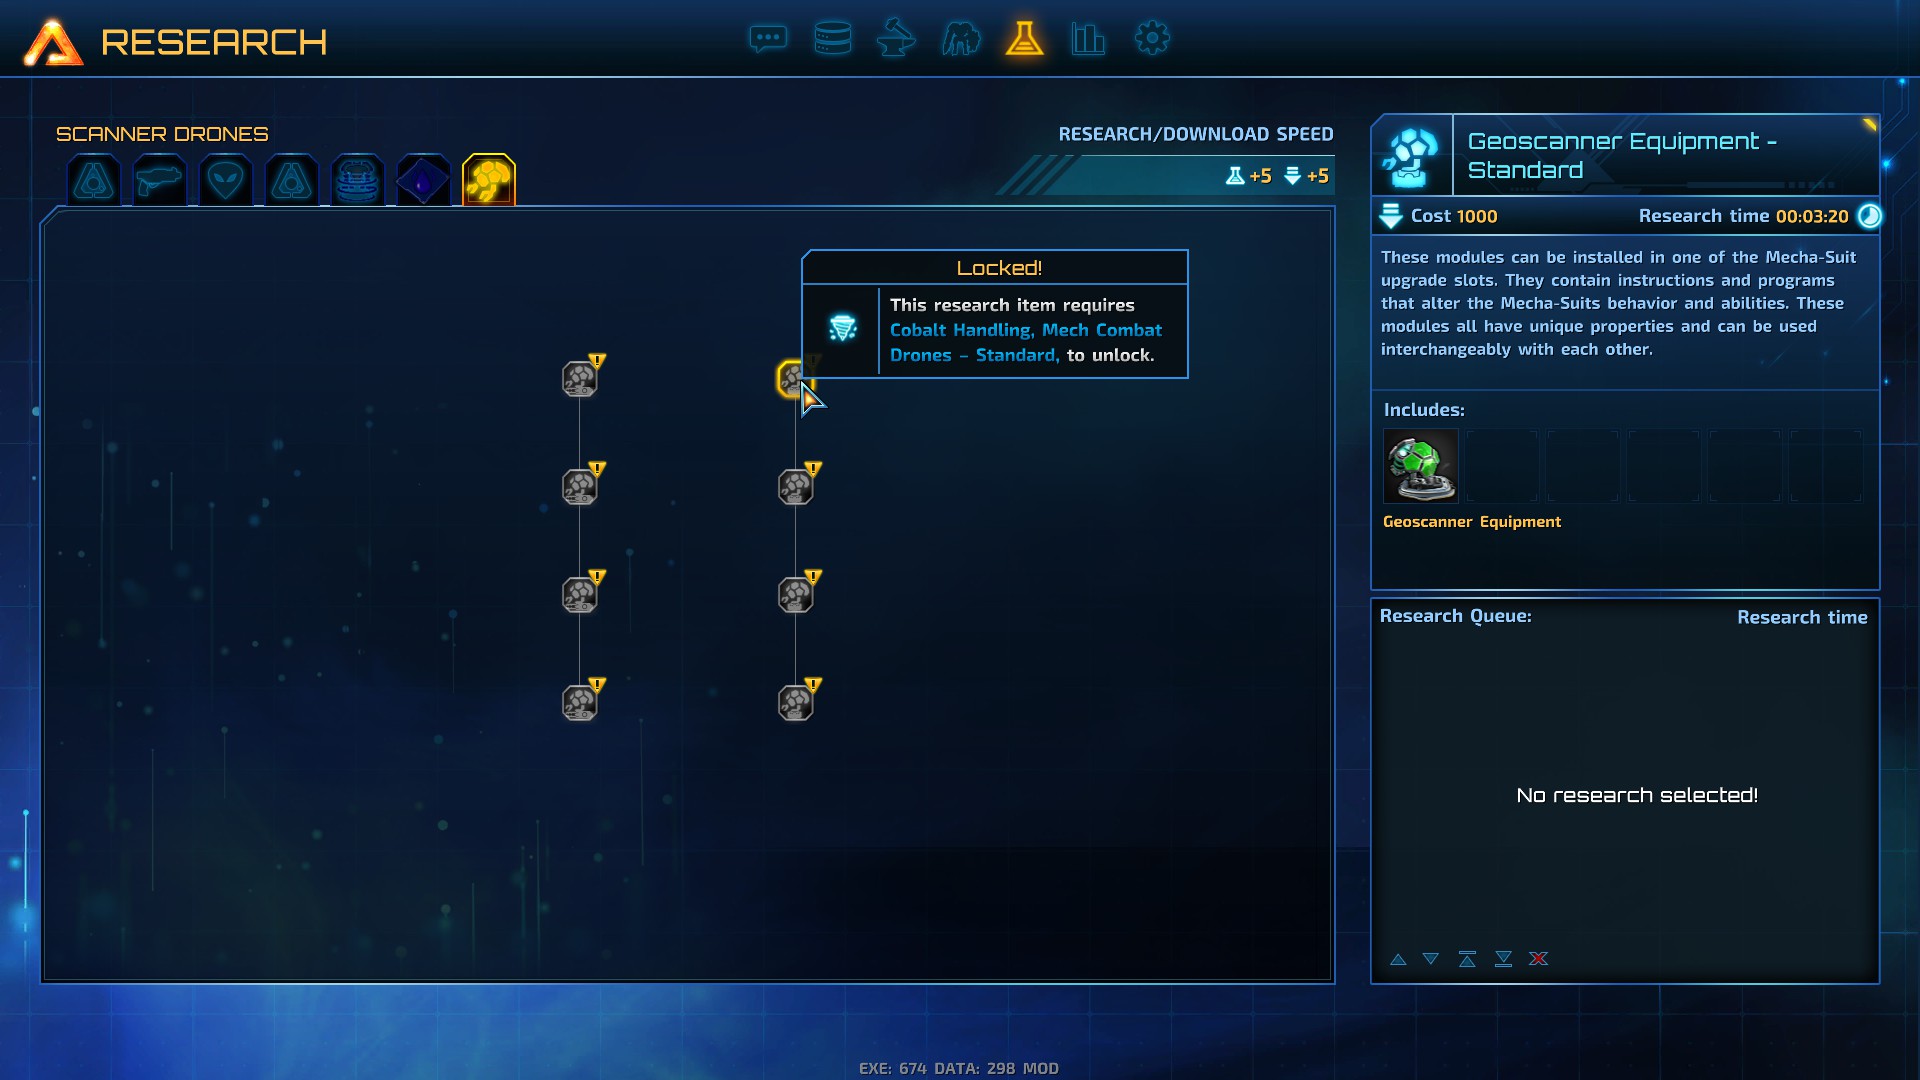 RESEARCH
SCANNER DRONES
RESEARCH/DOWNLOAD SPEED
+5 +5
Locked!
This research item requires
Cobalt Handling, Mech Combat
Drones - Standard, to unlock.
Geoscanner Equipment -
Standard
Cost 1000
Research time 00:03:20
These modules can be installed in one of the Mecha-Suit
upgrade slots. They contain instructions and programs
that alter the Mecha-Suits behavior and abilities. These
modules all have unique properties and can be used
interchangeably with each other.
Includes:
Geoscanner Equipment
Research Queue:
Research time
No research selected!
EXE: 674 DATA: 298 MOD